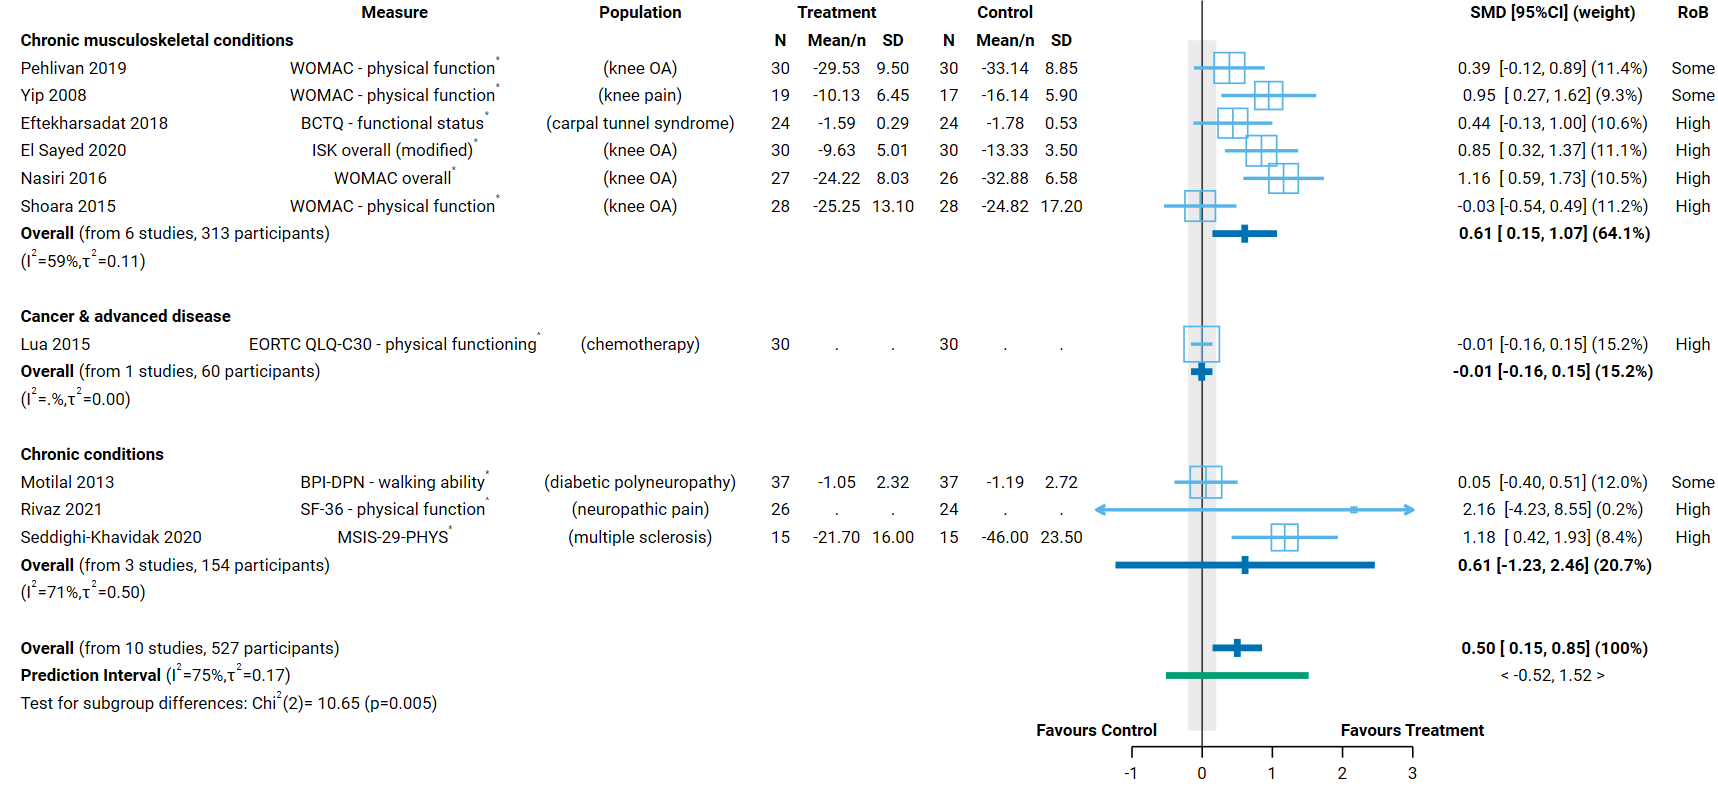 Measure Population Treatment Control SMD [95%CI] (weight) RoB
Chronic musculoskeletal conditions N Mean/n SD N Mean/n SD
Pehlivan 2019 WOMAC - physical function* (knee OA) 30 -29.53 9.50 30 -33.14 8.85 0.39 [-0.12, 0.89] (11.4%) Some
Yip 2008 WOMAC - physical function* (knee pain) 19 -10.13 6.45 17 -16.14 5.90 0.95 [ 0.27, 1.62] (9.3%) Some
Eftekharsadat 2018 BCTQ - functional status* (carpal tunnel syndrome) 24 -1.59 0.29 24 -1.78 0.53 0.44 [-0.13, 1.00] (10.6%) High
El Sayed 2020 ISK overall (modified)* (knee OA) 30 -9.63 5.01 30 -13.33 3.50 0.85 [ 0.32, 1.37] (11.1%) High
Nasiri 2016 WOMAC overall* (knee OA) 27 -24.22 8.03 26 -32.88 6.58 1.16 [ 0.59, 1.73] (10.5%) High
Shoara 2015 WOMAC - physical function* (knee OA) 28 -25.25 13.10 28 -24.82 17.20 -0.03 [-0.54, 0.49] (11.2%) High
Overall (from 6 studies, 313 participants) 0.61 [ 0.15, 1.07] (64.1%)
(I²=59%,τ²=0.11)
Cancer & advanced disease
Lua 2015 EORTC QLQ-C30 - physical functioning^ (chemotherapy) 30 . . 30 . . -0.01 [-0.16, 0.15] (15.2%) High
Overall (from 1 studies, 60 participants) -0.01 [-0.16, 0.15] (15.2%)
(I²=.%,τ²=0.00)
Chronic conditions
Motilal 2013 BPI-DPN - walking ability* (diabetic polyneuropathy) 37 -1.05 2.32 37 -1.19 2.72 0.05 [-0.40, 0.51] (12.0%) Some
Rivaz 2021 SF-36 - physical function^ (neuropathic pain) 26 . . 24 . . 2.16 [-4.23, 8.55] (0.2%) High
Seddighi-Khavidak 2020 MSIS-29-PHYS* (multiple sclerosis) 15 -21.70 16.00 15 -46.00 23.50 1.18 [ 0.42, 1.93] (8.4%) High
Overall (from 3 studies, 154 participants) 0.61 [-1.23, 2.46] (20.7%)
(I²=71%,τ²=0.50)
Overall (from 10 studies, 527 participants) 0.50 [ 0.15, 0.85] (100%)
Prediction Interval (I²=75%,τ²=0.17) < -0.52, 1.52 >
Test for subgroup differences: Chi²(2)= 10.65 (p=0.005)
Favours Control Favours Treatment
-1 0 1 2 3